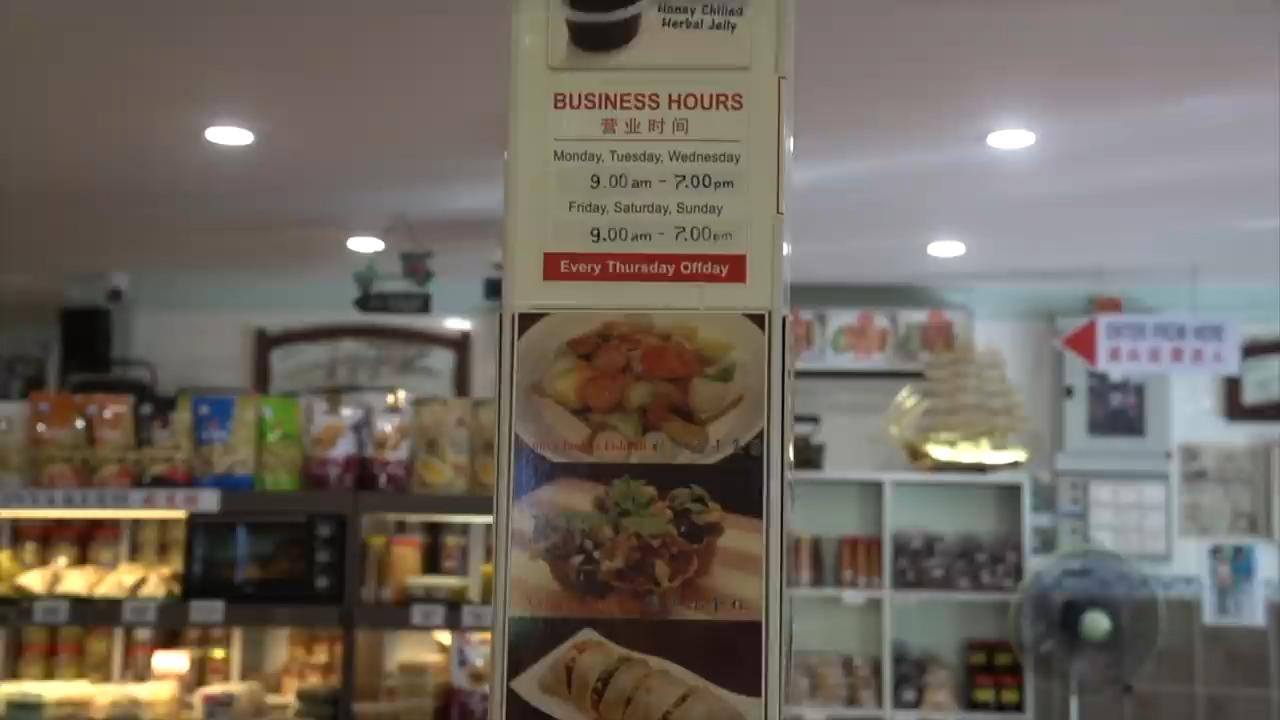 Honey Chilled
Herbal Jelly
BUSINESS HOURS
营业时间
Monday, Tuesday, Wednesday
9.00am - 7.00pm
Friday, Saturday, Sunday
9.00am - 7.00pm
Every Thursday Offday
ENTER FROM HERE